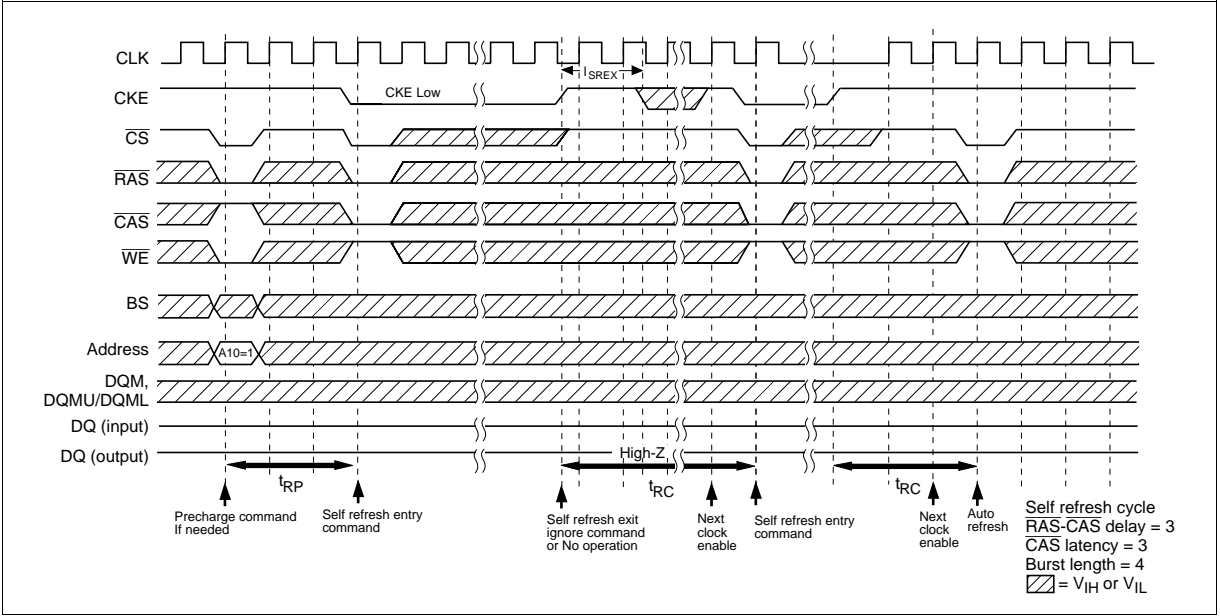 CLK
lSREX
CKE
CKE Low
CS
RAS
CAS
WE
BS
Address
A10=1
DQM,
DQMU/DQML
DQ (input)
DQ (output)
High-Z
tRP
tRC
tRC
Precharge command
If needed
Self refresh entry
command
Self refresh exit
ignore command
or No operation
Next
clock
enable
Self refresh entry
command
Next
clock
enable
Auto
refresh
Self refresh cycle
RAS-CAS delay = 3
CAS latency = 3
Burst length = 4
= VIH or VIL